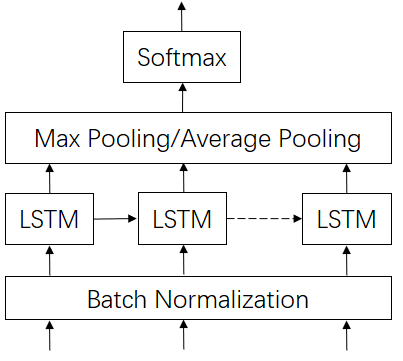 Softmax
Max Pooling/Average Pooling
LSTM LSTM LSTM
Batch Normalization